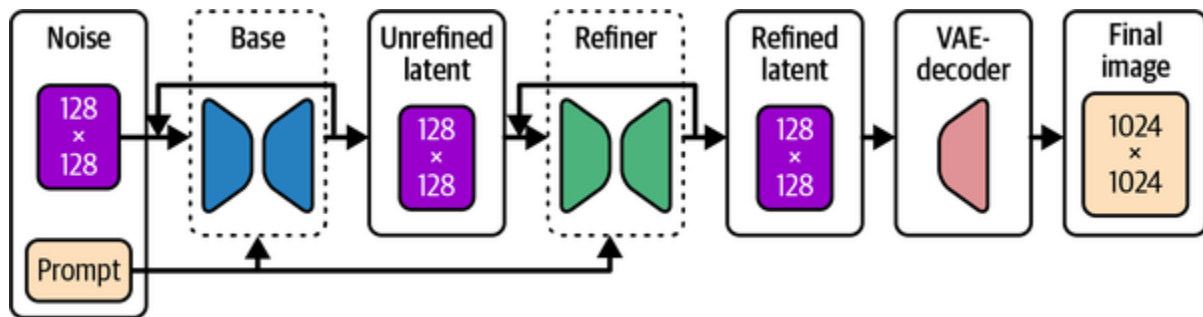 Noise
128
×
128
Prompt
Base
Unrefined
latent
128
×
128
Refiner
Refined
latent
128
×
128
VAE-
decoder
Final
image
1024
×
1024